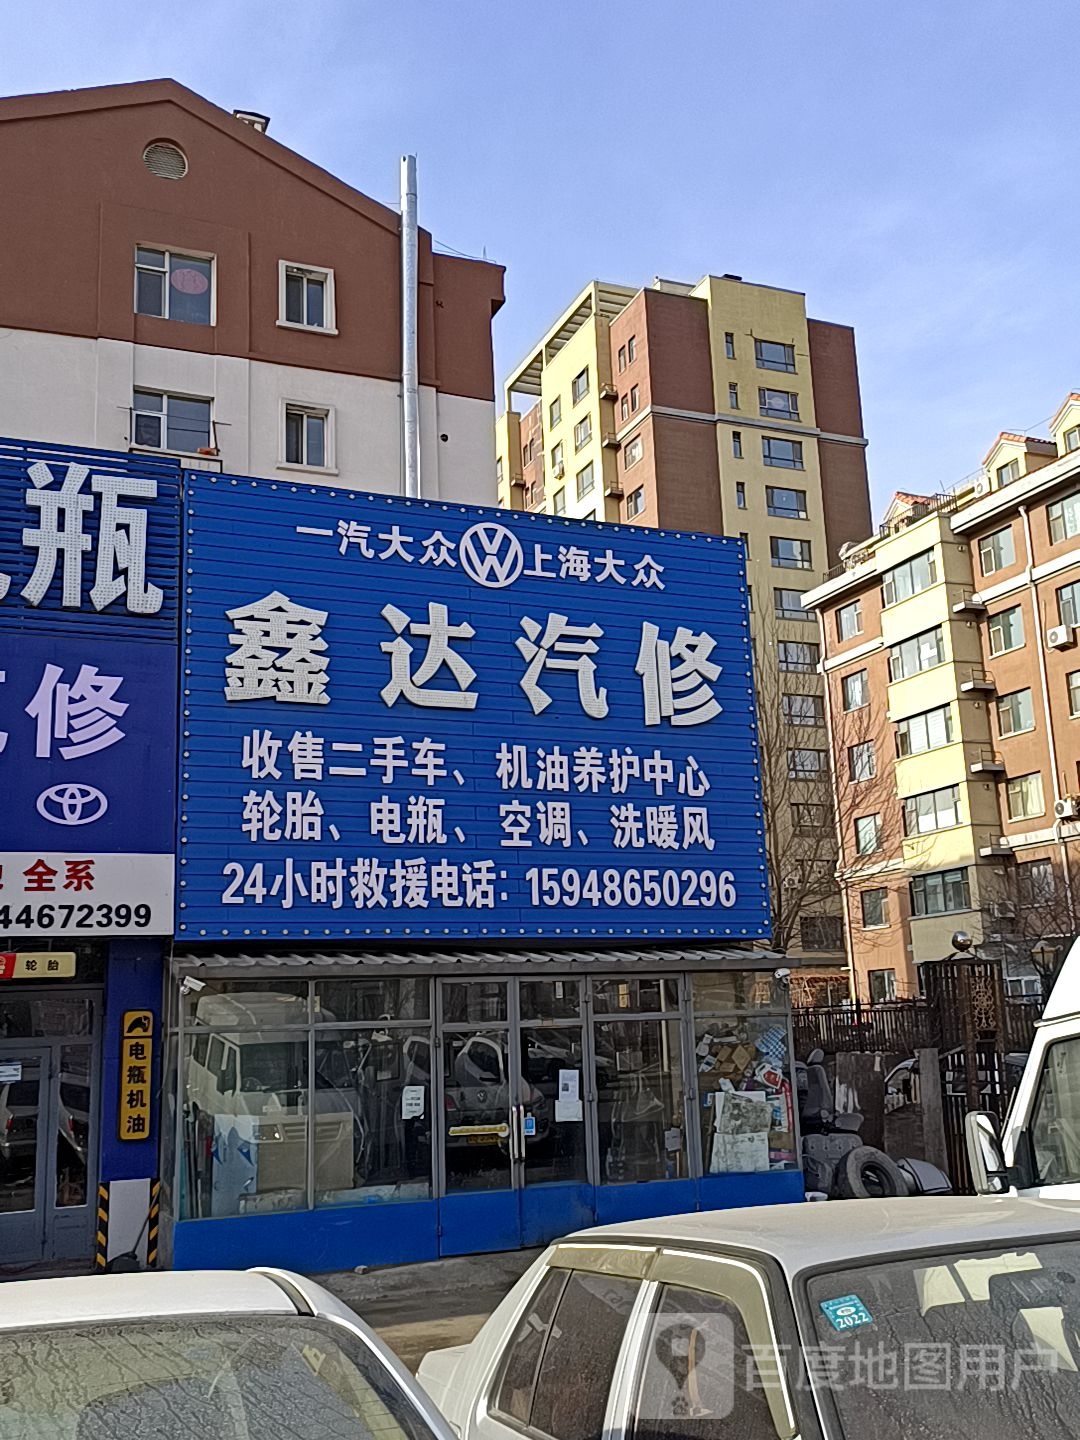 瓶
一汽大众 上海大众
鑫达汽修
修
收售二手车、机油养护中心
轮胎、电瓶、空调、洗暖风
24小时救援电话：15948650296
全系
44672399
轮胎
电瓶机油
2022
百度地图用户